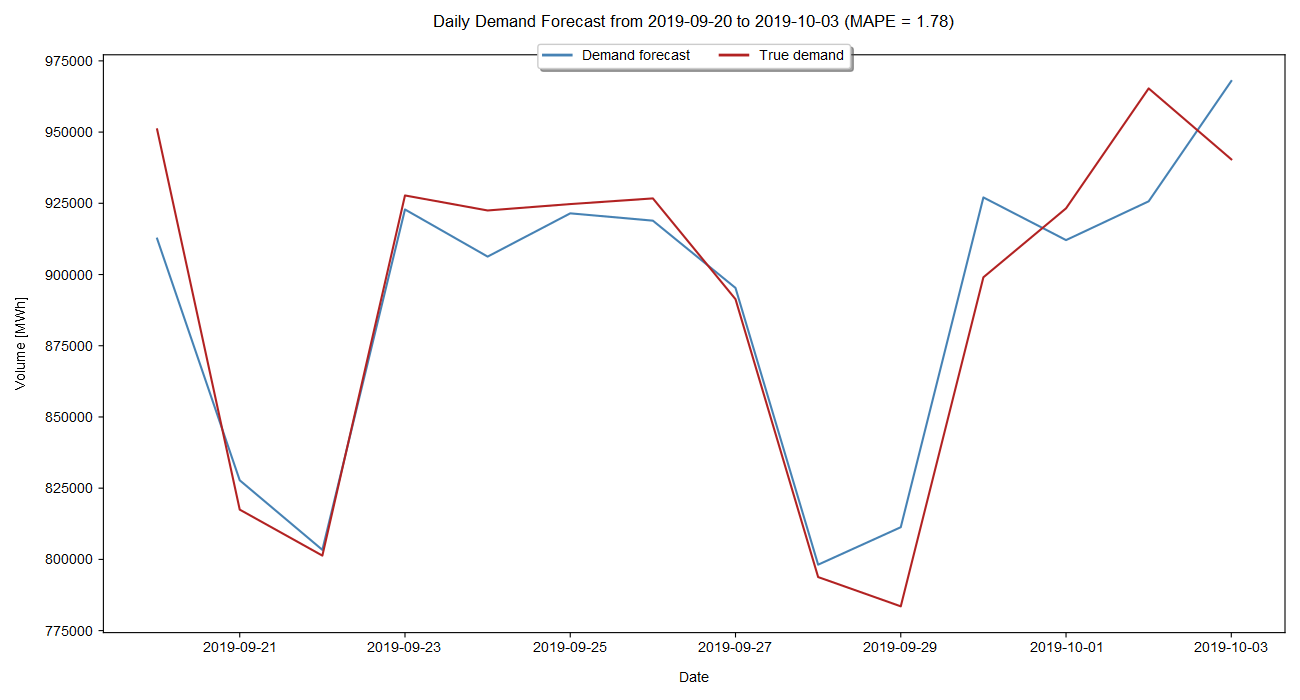 Daily Demand Forecast from 2019-09-20 to 2019-10-03 (MAPE = 1.78)
Demand forecast True demand
975000
950000
925000
900000
875000
850000
825000
800000
775000
Volume [MWh]
2019-09-21 2019-09-23 2019-09-25 2019-09-27 2019-09-29 2019-10-01 2019-10-03
Date